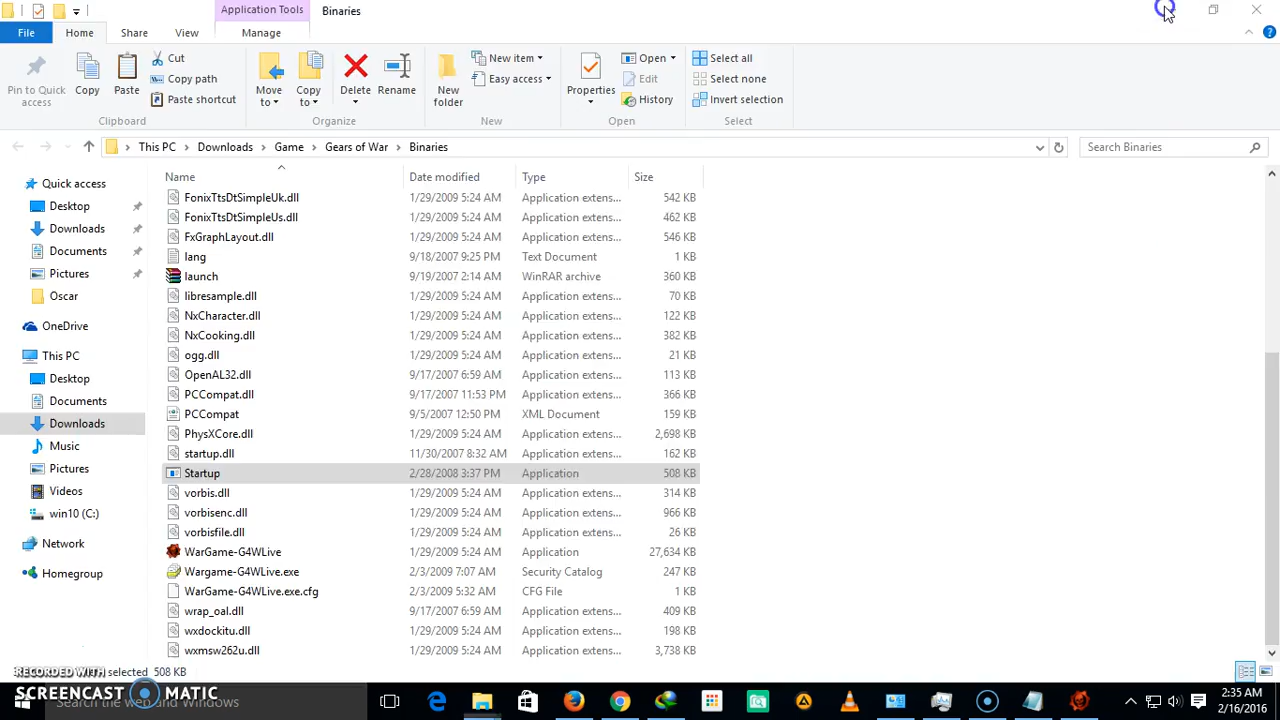 Application Tools Binaries
File Home Share View Manage
Pin to Quick access
Copy
Paste
Cut
Copy path
Paste shortcut
Clipboard
Move to
Copy to
Delete
Rename
Organize
New folder
New item
Easy access
New
Properties
Open
Edit
History
Open
Select all
Select none
Invert selection
Select
This PC > Downloads > Game > Gears of War > Binaries
Search Binaries
Quick access
Desktop
Downloads
Documents
Pictures
Oscar
OneDrive
This PC
Desktop
Documents
Downloads
Music
Pictures
Videos
win10 (C:)
Network
Homegroup
Name Date modified Type Size
FonixTtsDtSimpleUk.dll 1/29/2009 5:24 AM Application extens... 542 KB
FonixTtsDtSimpleUs.dll 1/29/2009 5:24 AM Application extens... 462 KB
FxGraphLayout.dll 1/29/2009 5:24 AM Application extens... 546 KB
lang 9/18/2007 9:25 PM Text Document 1 KB
launch 9/19/2007 2:14 AM WinRAR archive 360 KB
libresample.dll 1/29/2009 5:24 AM Application extens... 70 KB
NxCharacter.dll 1/29/2009 5:24 AM Application extens... 122 KB
NxCooking.dll 1/29/2009 5:24 AM Application extens... 382 KB
ogg.dll 1/29/2009 5:24 AM Application extens... 21 KB
OpenAL32.dll 9/17/2007 6:59 AM Application extens... 113 KB
PCCompat.dll 9/17/2007 11:53 PM Application extens... 366 KB
PCCompat 9/5/2007 12:50 PM XML Document 159 KB
PhysXCore.dll 1/29/2009 5:24 AM Application extens... 2,698 KB
startup.dll 11/30/2007 8:32 AM Application extens... 162 KB
Startup 2/28/2008 3:37 PM Application 508 KB
vorbis.dll 1/29/2009 5:24 AM Application extens... 314 KB
vorbisenc.dll 1/29/2009 5:24 AM Application extens... 966 KB
vorbisfile.dll 1/29/2009 5:24 AM Application extens... 26 KB
WarGame-G4WLive 1/29/2009 5:24 AM Application 27,634 KB
Wargame-G4WLive.exe 2/3/2009 7:07 AM Security Catalog 247 KB
WarGame-G4WLive.exe.cfg 2/3/2009 5:32 AM CFG File 1 KB
wrap_oal.dll 9/17/2007 6:59 AM Application extens... 409 KB
wxdockitu.dll 1/29/2009 5:24 AM Application extens... 198 KB
wxmsw262u.dll 1/29/2009 5:24 AM Application extens... 3,738 KB
selected 508 KB
RECORDED WITH
SCREENCAST MATIC
Search the web and Windows
2:35 AM
2/16/2016